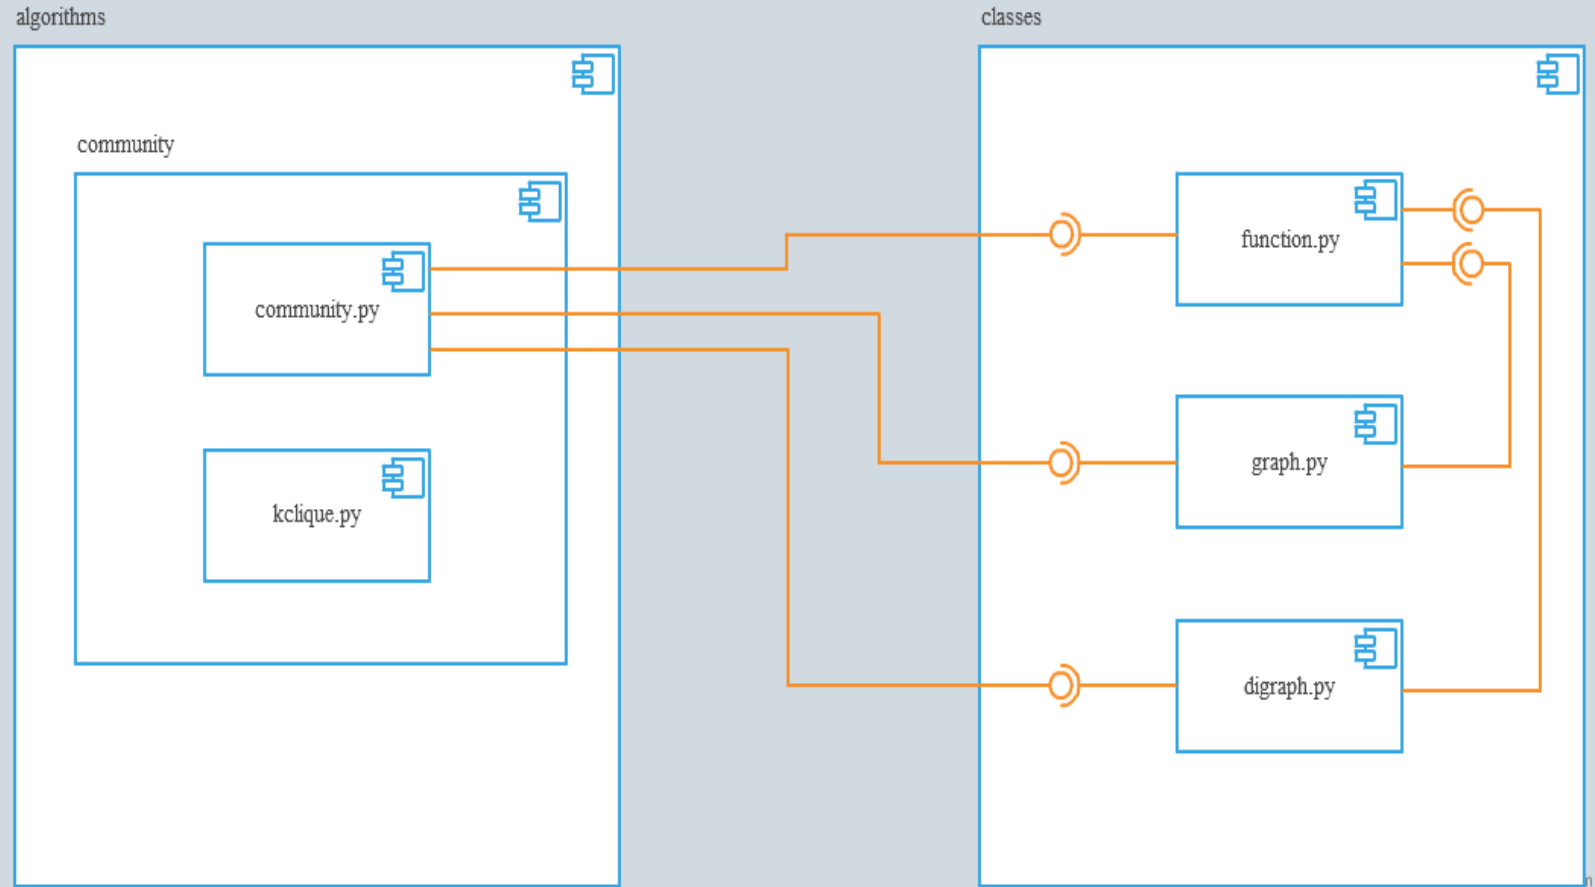 algorithms
classes
community
function.py
community.py
graph.py
kclique.py
digraph.py